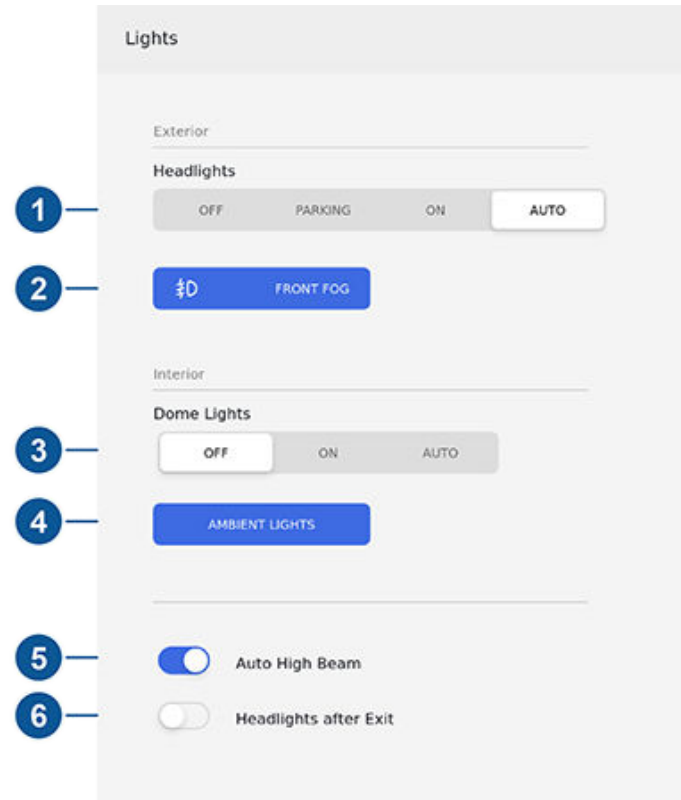 Lights
Exterior
Headlights
1 OFF PARKING ON AUTO
2 FRONT FOG
Interior
Dome Lights
3 OFF ON AUTO
4 AMBIENT LIGHTS
5 Auto High Beam
6 Headlights after Exit